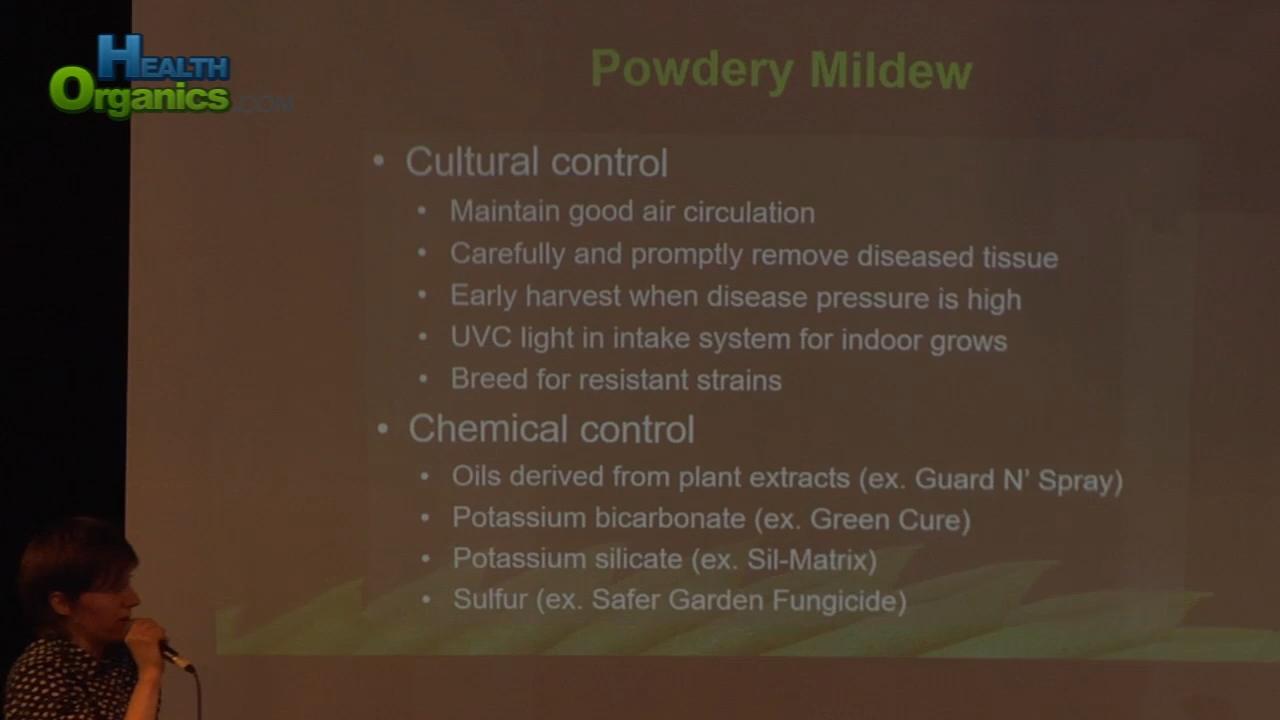 Health
Organics.COM
Powdery Mildew
• Cultural control
• Maintain good air circulation
• Carefully and promptly remove diseased tissue
• Early harvest when disease pressure is high
• UVC light in intake system for indoor grows
• Breed for resistant strains
• Chemical control
• Oils derived from plant extracts (ex. Guard N' Spray)
• Potassium bicarbonate (ex. Green Cure)
• Potassium silicate (ex. Sil-Matrix)
• Sulfur (ex. Safer Garden Fungicide)